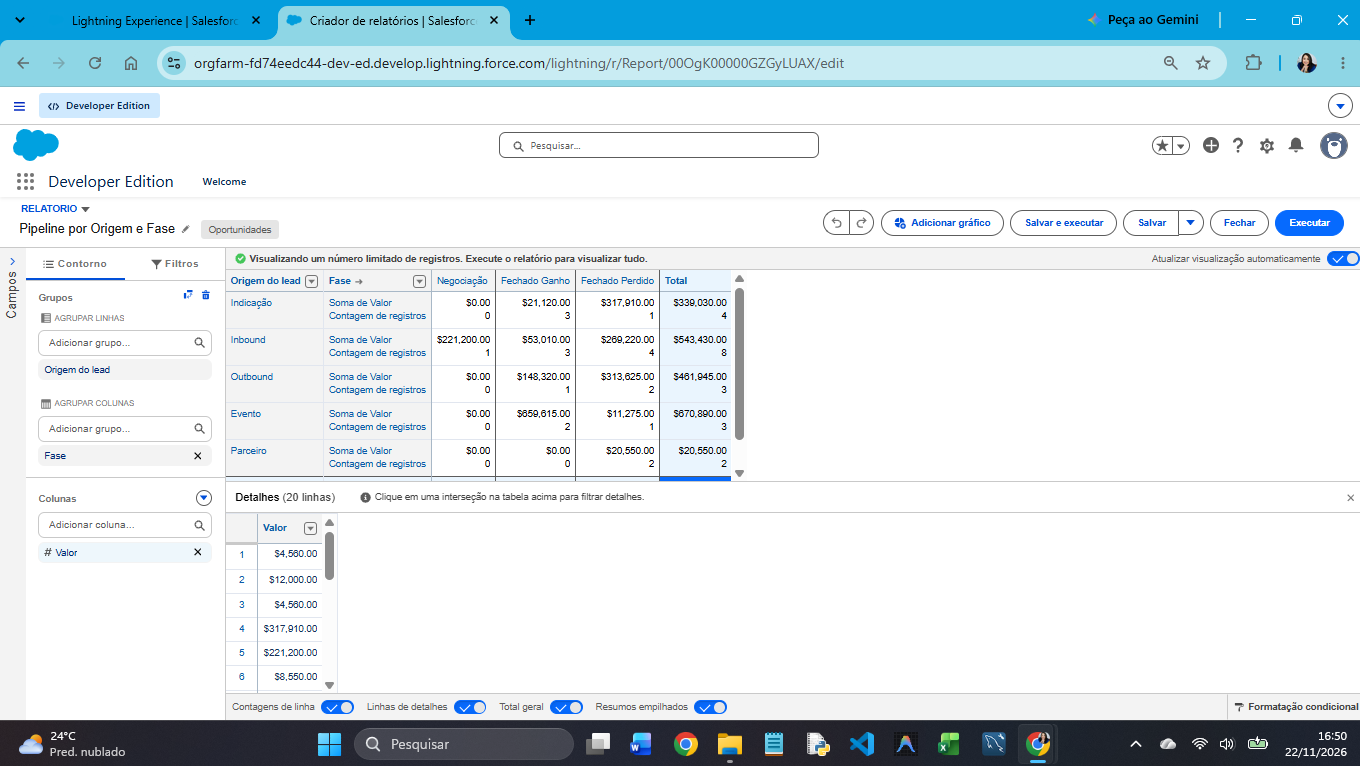 Lightning Experience | Salesforc
Criador de relatórios | Salesforc
Peça ao Gemini
orgfarm-fd74eedc44-dev-ed.develop.lightning.force.com/lightning/r/Report/00OgK00000GZGyLUAX/edit
Developer Edition
Pesquisar...
Developer Edition
Welcome
RELATORIO
Pipeline por Origem e Fase
Oportunidades
Adicionar gráfico
Salvar e executar
Salvar
Fechar
Executar
Campos
Contorno
Filtros
Visualizando um número limitado de registros. Execute o relatório para visualizar tudo.
Atualizar visualização automaticamente
Grupos
AGRUPAR LINHAS
Adicionar grupo...
Origem do lead
AGRUPAR COLUNAS
Adicionar grupo...
Fase
Colunas
Adicionar coluna...
# Valor
Origem do lead Fase → Negociação Fechado Ganho Fechado Perdido Total
Indicação Soma de Valor $0.00 $21,120.00 $317,910.00 $339,030.00
Contagem de registros 0 3 1 4
Inbound Soma de Valor $221,200.00 $53,010.00 $269,220.00 $543,430.00
Contagem de registros 1 3 4 8
Outbound Soma de Valor $0.00 $148,320.00 $313,625.00 $461,945.00
Contagem de registros 0 1 2 3
Evento Soma de Valor $0.00 $659,615.00 $11,275.00 $670,890.00
Contagem de registros 0 2 1 3
Parceiro Soma de Valor $0.00 $0.00 $20,550.00 $20,550.00
Contagem de registros 0 0 2 2
Detalhes (20 linhas)
Clique em uma interseção na tabela acima para filtrar detalhes.
Valor
1 $4,560.00
2 $12,000.00
3 $4,560.00
4 $317,910.00
5 $221,200.00
6 $8,550.00
Contagens de linha
Linhas de detalhes
Total geral
Resumos empilhados
Formatação condicional
24°C
Pred. nublado
Pesquisar
16:50
22/11/2026